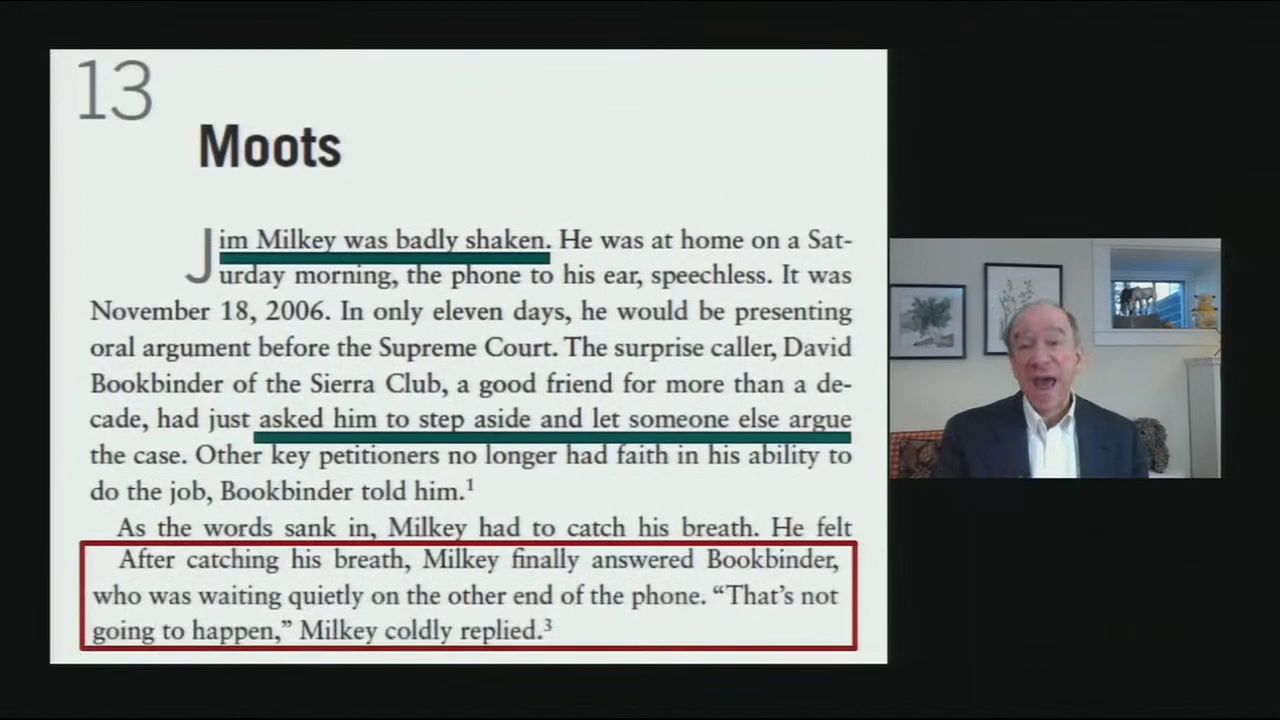 13
Moots
Jim Milkey was badly shaken. He was at home on a Sat-
urday morning, the phone to his ear, speechless. It was
November 18, 2006. In only eleven days, he would be presenting
oral argument before the Supreme Court. The surprise caller, David
Bookbinder of the Sierra Club, a good friend for more than a de-
cade, had just asked him to step aside and let someone else argue
the case. Other key petitioners no longer had faith in his ability to
do the job, Bookbinder told him.1
As the words sank in, Milkey had to catch his breath. He felt
After catching his breath, Milkey finally answered Bookbinder,
who was waiting quietly on the other end of the phone. “That’s not
going to happen,” Milkey coldly replied.3